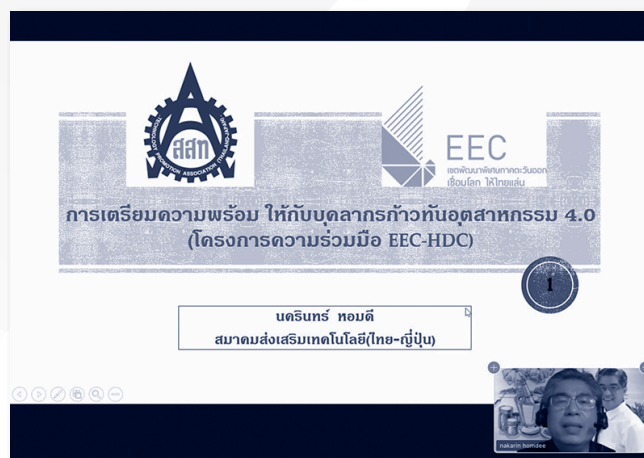 TECHNOLOGY PROMOTION ASSOCIATION (THAILAND-JAPAN)
สสท
EEC
เขตพัฒนาพิเศษภาคตะวันออก
เชื่อมโลก ให้ไทยแล่น
การเตรียมความพร้อม ให้กับบุคลากรก้าวทันอุตสาหกรรม 4.0
(โครงการความร่วมมือ EEC-HDC)
1
นครินทร์ หอมดี
สมาคมส่งเสริมเทคโนโลยี(ไทย-ญี่ปุ่น)
nakarin homdee